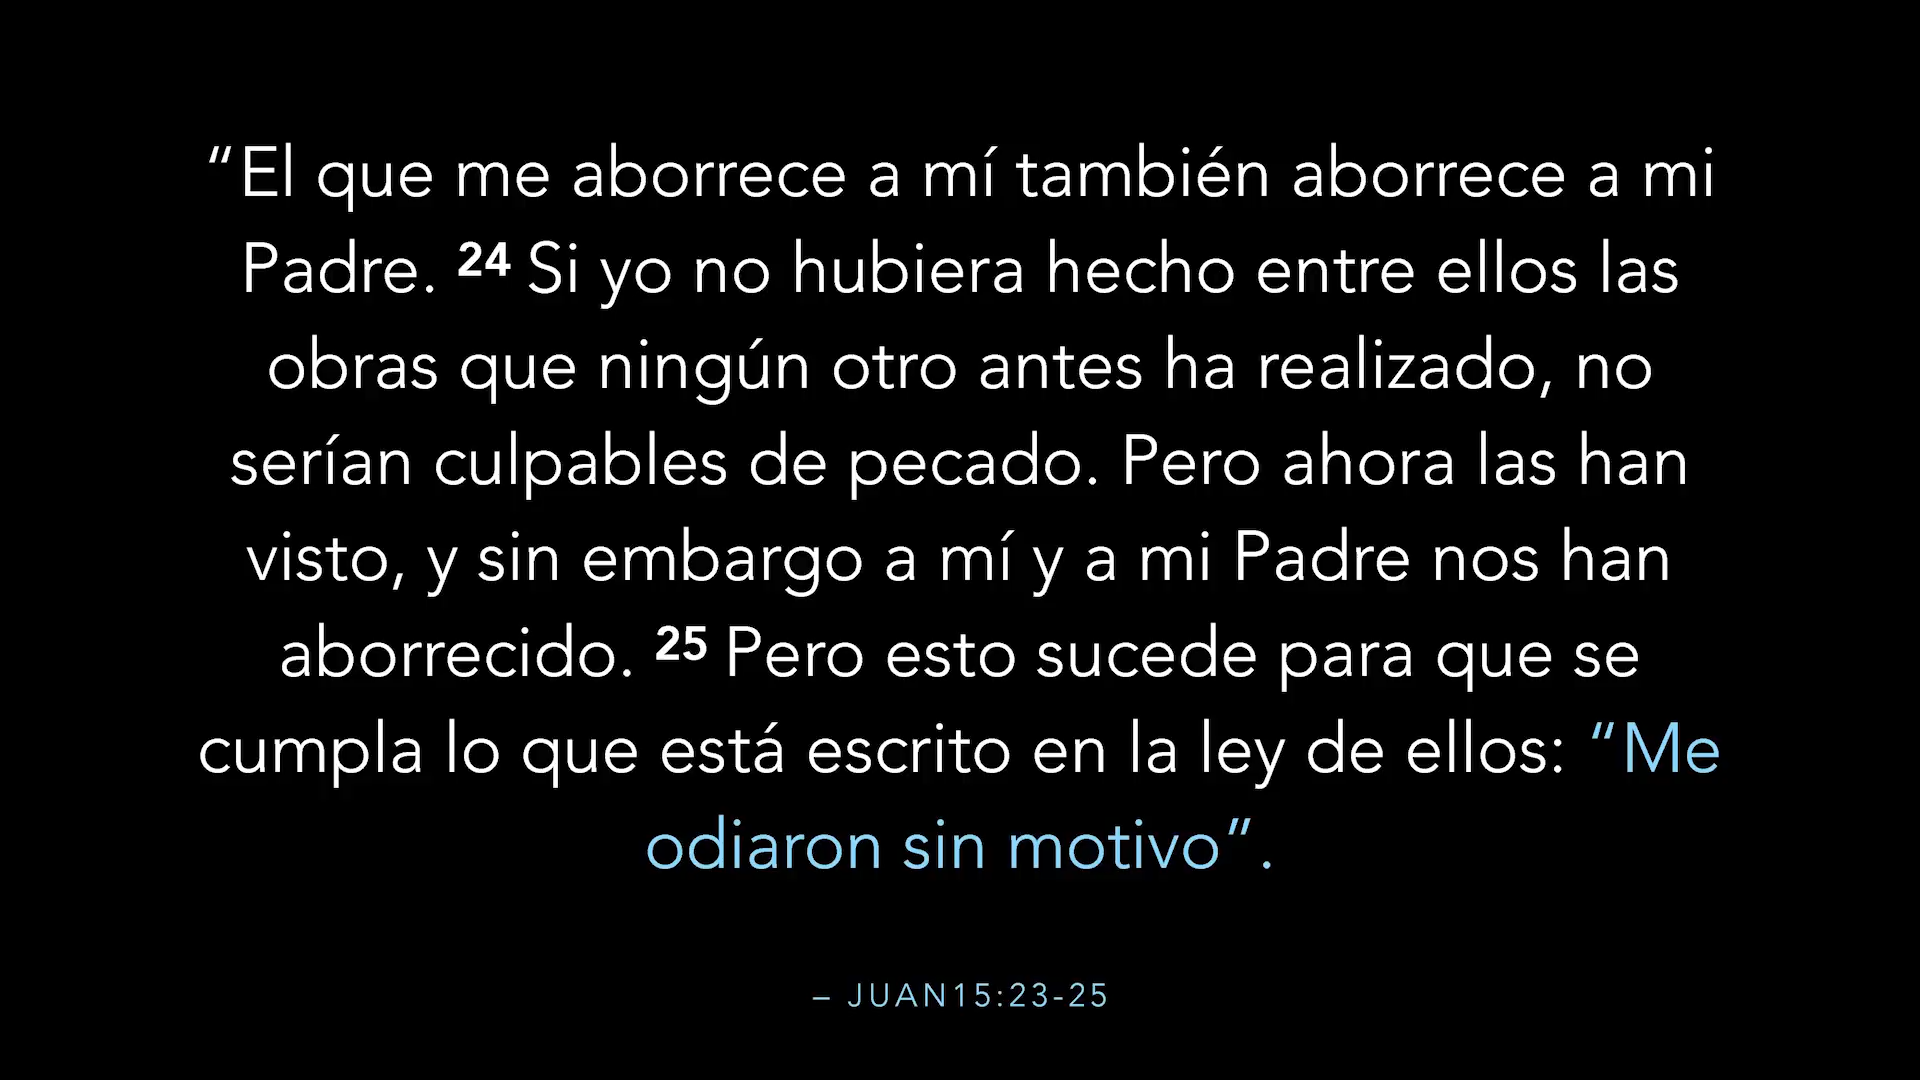 “El que me aborrece a mí también aborrece a mi
Padre. 24 Si yo no hubiera hecho entre ellos las
obras que ningún otro antes ha realizado, no
serían culpables de pecado. Pero ahora las han
visto, y sin embargo a mí y a mi Padre nos han
aborrecido. 25 Pero esto sucede para que se
cumpla lo que está escrito en la ley de ellos: “Me
odiaron sin motivo”.
– JUAN15:23-25